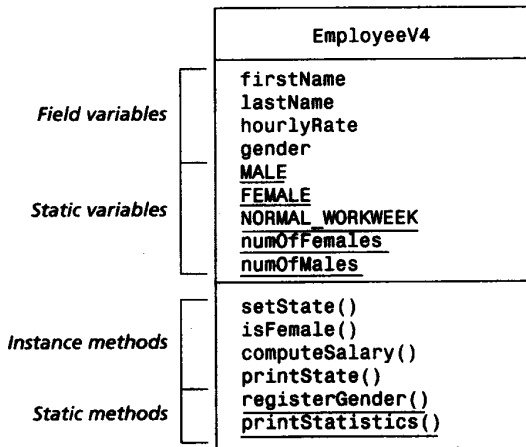 EmployeeV4
Field variables
firstName
lastName
hourlyRate
gender
Static variables
MALE
FEMALE
NORMAL_WORKWEEK
numOfFemales
numOfMales
Instance methods
setState()
isFemale()
computeSalary()
printState()
Static methods
registerGender()
printStatistics()